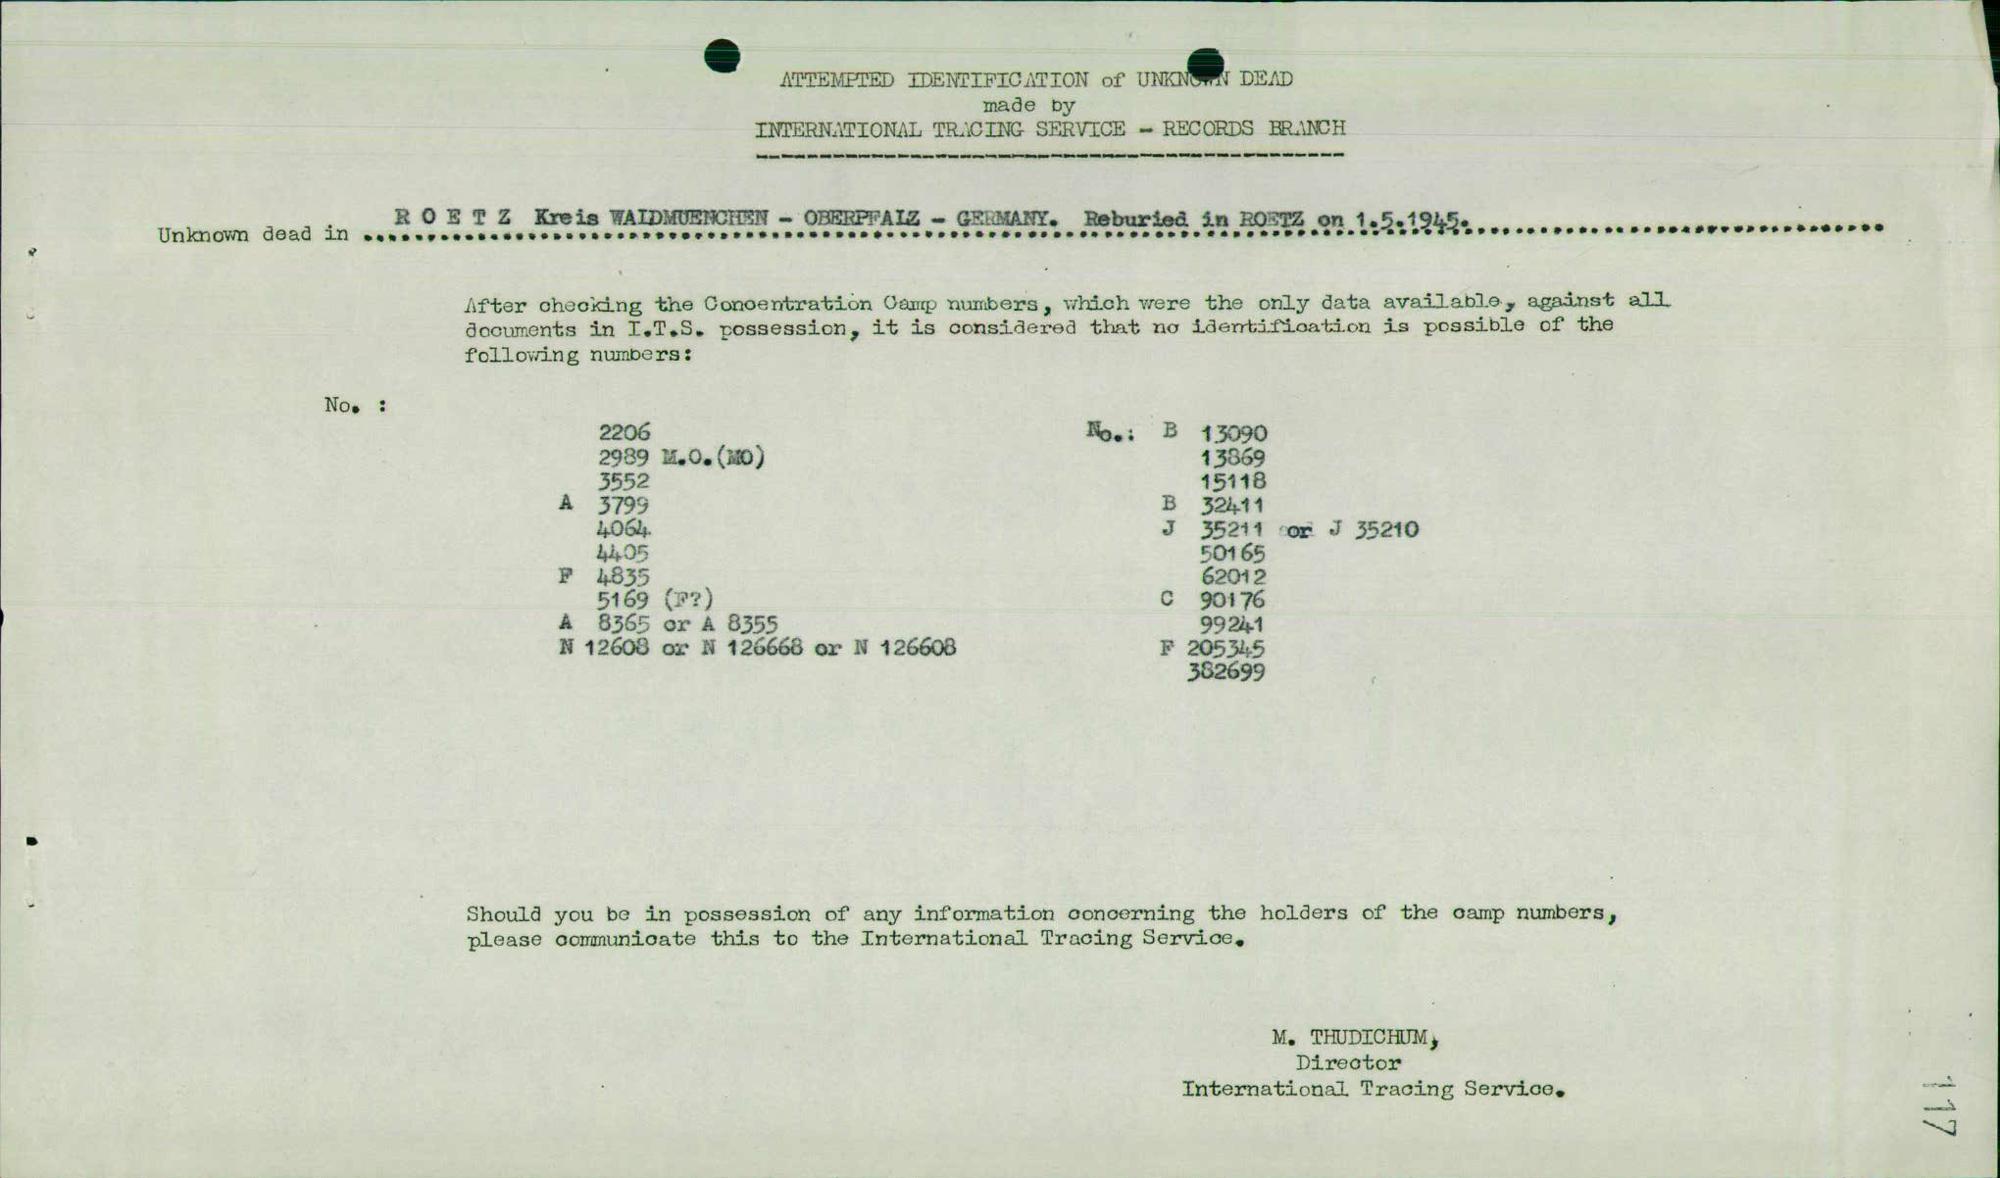 ATTEMPTED IDENTIFICATION of UNKNOWN DEAD
made by
INTERNATIONAL TRACING SERVICE - RECORDS BRANCH
Unknown dead in R O E T Z Kreis WAIDMUENCHEN - OBERPFALZ - GERMANY. Reburied in ROETZ on 1.5.1945.
After checking the Concentration Camp numbers, which were the only data available, against all
documents in I.T.S. possession, it is considered that no identification is possible of the
following numbers:
No. :
2206
2989 M.O.(MO)
3552
A 3799
4064
4405
F 4835
5169 (F?)
A 8365 or A 8355
N 12608 or N 126668 or N 126608
No.: B 13090
13869
15118
B 32411
J 35211 or J 35210
50165
62012
C 90176
99241
F 205345
382699
Should you be in possession of any information concerning the holders of the camp numbers,
please communicate this to the International Tracing Service.
M. THUDICHUM,
Director
International Tracing Service.
117